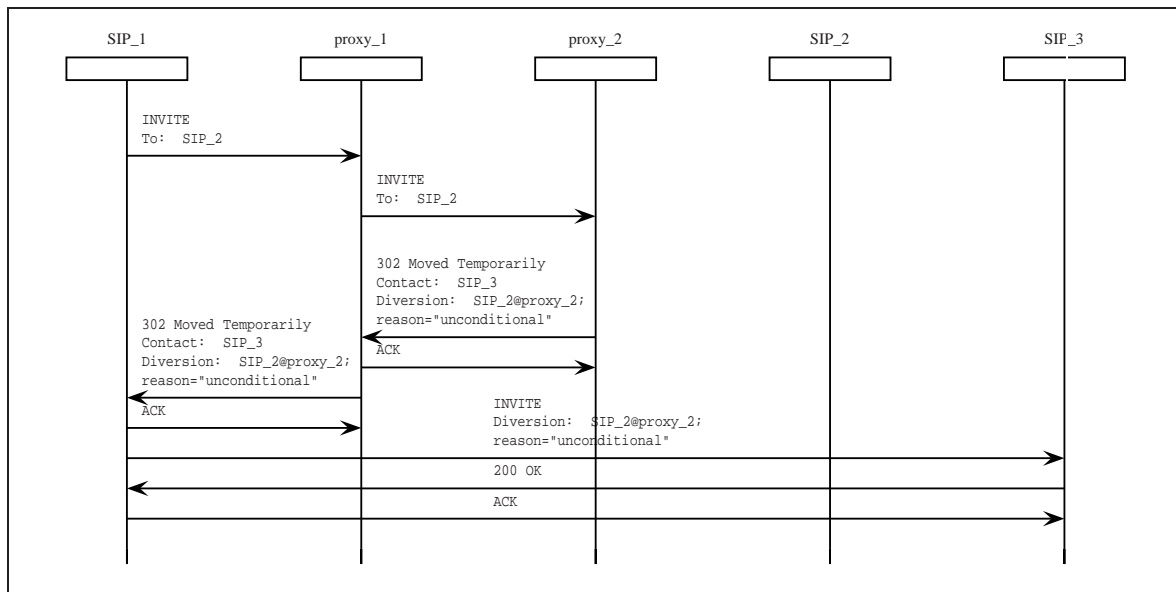 SIP_1 proxy_1 proxy_2 SIP_2 SIP_3
INVITE
To: SIP_2
INVITE
To: SIP_2
302 Moved Temporarily
Contact: SIP_3
Diversion: SIP_2@proxy_2;
reason="unconditional"
302 Moved Temporarily
Contact: SIP_3
Diversion: SIP_2@proxy_2;
reason="unconditional"
ACK
ACK
INVITE
Diversion: SIP_2@proxy_2;
reason="unconditional"
200 OK
ACK